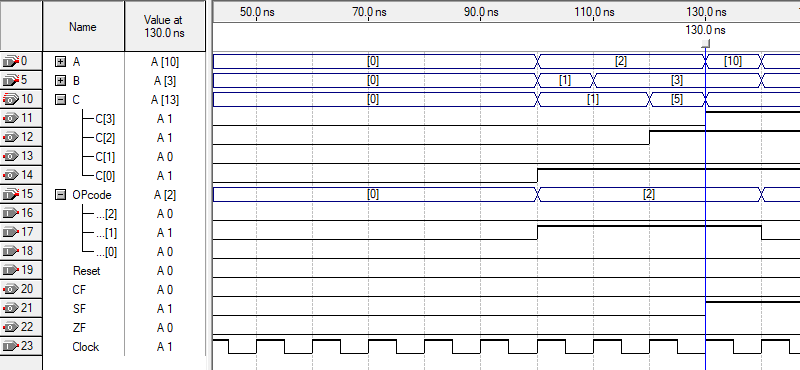 50.0 ns 70.0 ns 90.0 ns 110.0 ns 130.0 ns
Name Value at 130.0 ns 130.0 ns
0 A A [10] [0] [2] [10]
5 B A [3] [0] [1] [3]
10 C A [13] [0] [1] [5]
11 C[3] A 1
12 C[2] A 1
13 C[1] A 0
14 C[0] A 1
15 OPcode A [2] [0] [2]
16 ...[2] A 0
17 ...[1] A 1
18 ...[0] A 0
19 Reset A 0
20 CF A 0
21 SF A 1
22 ZF A 0
23 Clock A 1